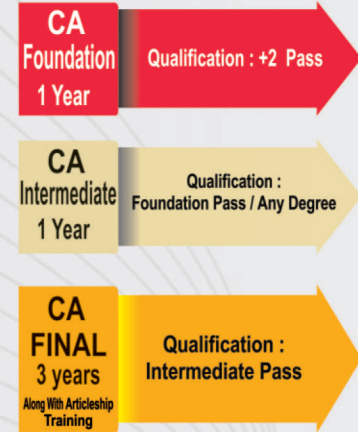 CA
Foundation
1 Year
Qualification : +2 Pass
CA
Intermediate
1 Year
Qualification :
Foundation Pass / Any Degree
CA
FINAL
3 years
Along With Articleship
Training
Qualification :
Intermediate Pass